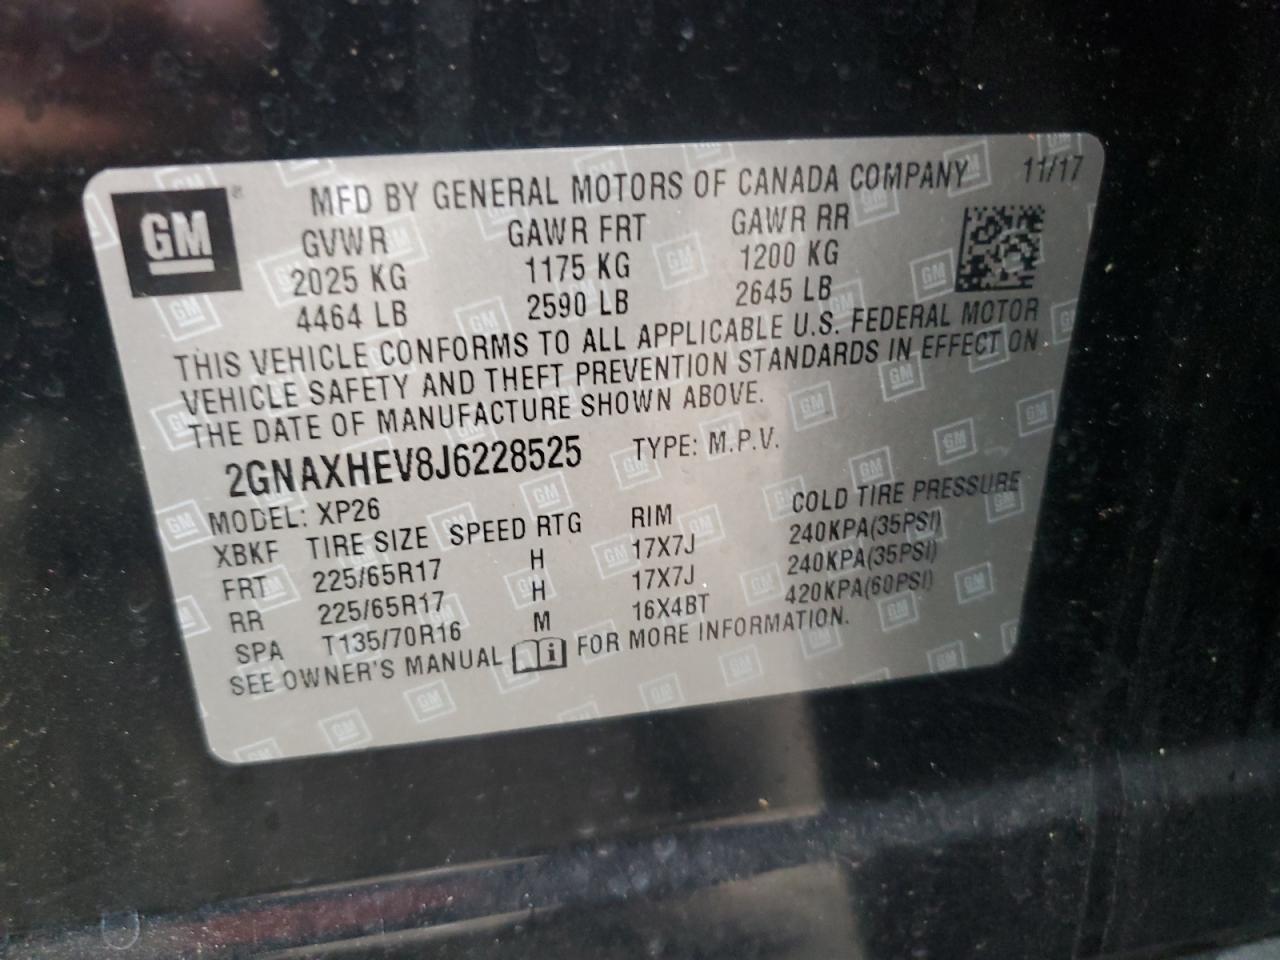 GM ® MFD BY GENERAL MOTORS OF CANADA COMPANY 11/17
GVWR GAWR FRT GAWR RR
2025 KG 1175 KG 1200 KG
4464 LB 2590 LB 2645 LB
THIS VEHICLE CONFORMS TO ALL APPLICABLE U.S. FEDERAL MOTOR
VEHICLE SAFETY AND THEFT PREVENTION STANDARDS IN EFFECT ON
THE DATE OF MANUFACTURE SHOWN ABOVE.
2GNAXHEV8J6228525 TYPE: M.P.V.
MODEL: XP26
XBKF TIRE SIZE SPEED RTG RIM COLD TIRE PRESSURE
FRT 225/65R17 H 17X7J 240KPA(35PSI)
RR 225/65R17 H 17X7J 240KPA(35PSI)
SPA T135/70R16 M 16X4BT 420KPA(60PSI)
SEE OWNER'S MANUAL i FOR MORE INFORMATION.